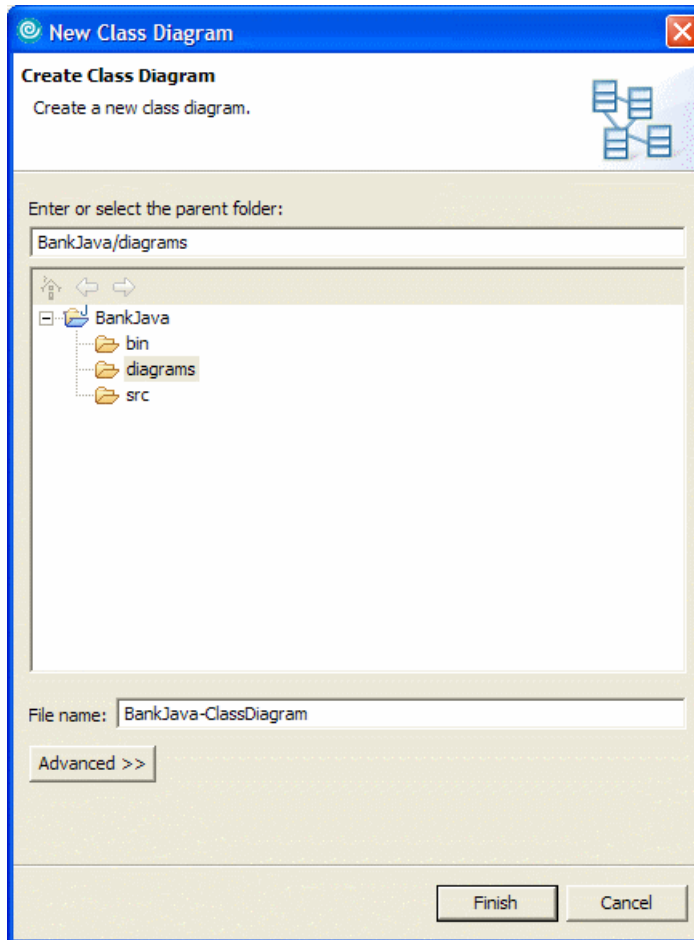 New Class Diagram
Create Class Diagram
Create a new class diagram.
Enter or select the parent folder:
BankJava/diagrams
BankJava
bin
diagrams
src
File name: BankJava-ClassDiagram
Advanced >>
Finish Cancel